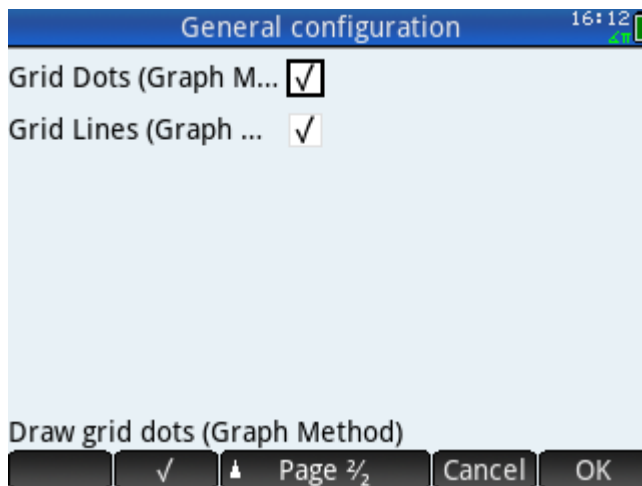 General configuration 16:12
∡π
Grid Dots (Graph M... √
Grid Lines (Graph ... √
Draw grid dots (Graph Method)
√ Page ²⁄₂ Cancel OK